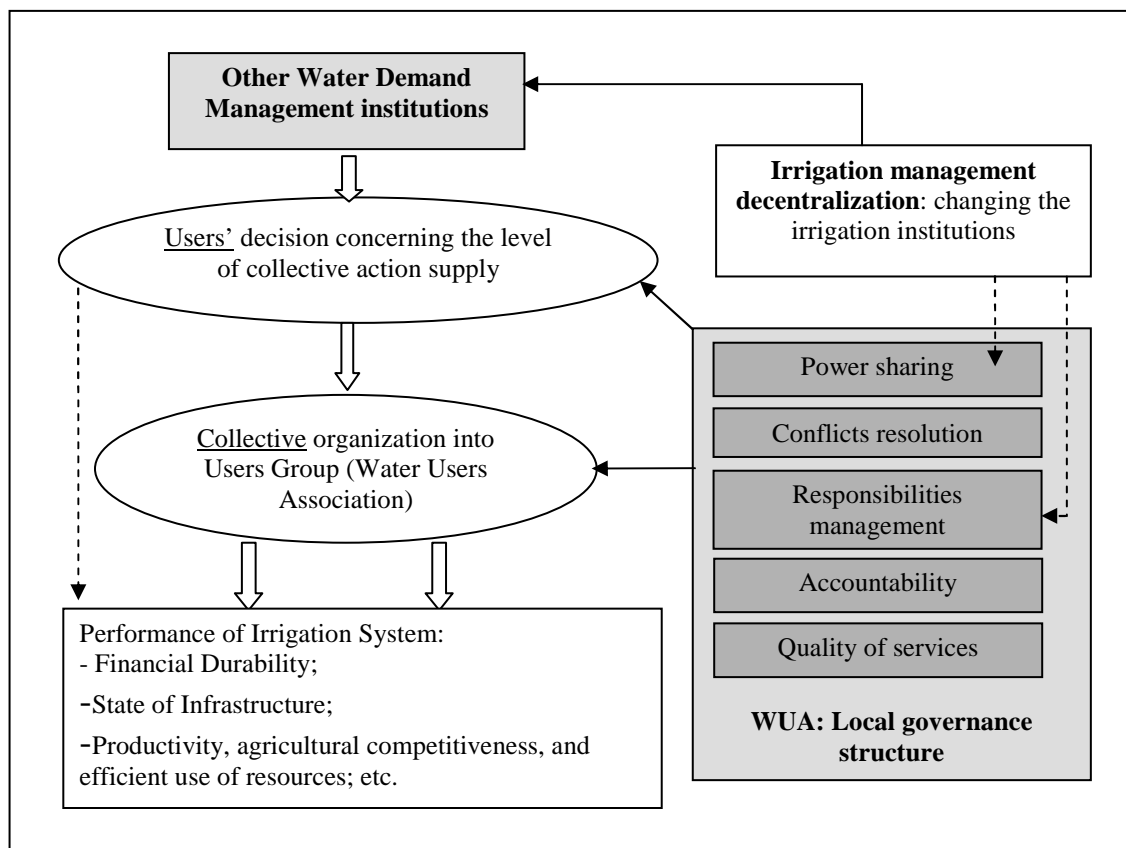 Other Water Demand
Management institutions
Irrigation management
decentralization: changing the
irrigation institutions
Users’ decision concerning the level
of collective action supply
Power sharing
Conflicts resolution
Collective organization into
Users Group (Water Users
Association)
Responsibilities
management
Accountability
Quality of services
WUA: Local governance
structure
Performance of Irrigation System:
- Financial Durability;
-State of Infrastructure;
-Productivity, agricultural competitiveness, and
efficient use of resources; etc.